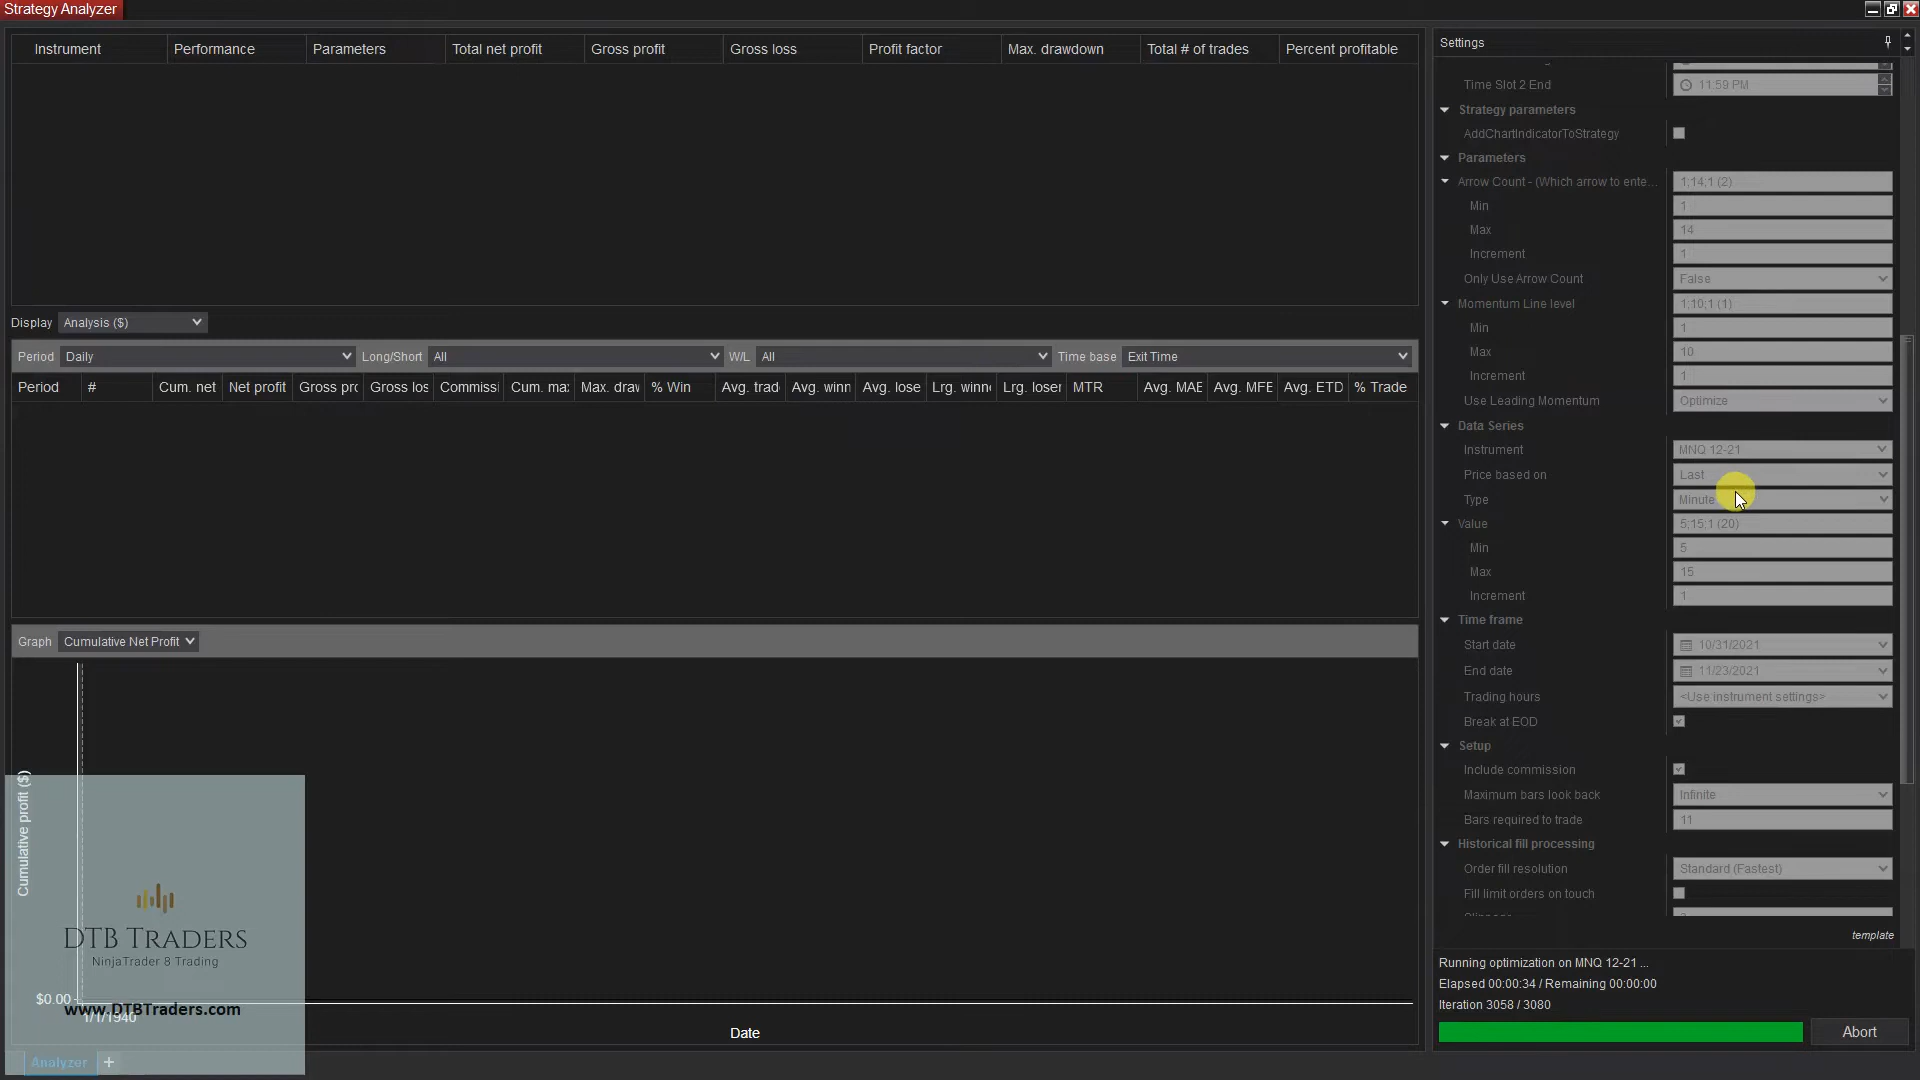 Strategy Analyzer
Instrument Performance Parameters Total net profit Gross profit Gross loss Profit factor Max. drawdown Total # of trades Percent profitable
Display Analysis ($)
Period Daily Long/Short All W/L All Time base Exit Time
Period # Cum. net Net profit Gross pro Gross los Commissi Cum. max Max. draw % Win Avg. trad Avg. winn Avg. lose Lrg. winne Lrg. loser MTR Avg. MAE Avg. MFE Avg. ETD % Trade
Graph Cumulative Net Profit
Cumulative profit ($)
$0.00
1/1/1940
Date
DTB TRADERS
NinjaTrader 8 Trading
www.DTBTraders.com
Analyzer +
Settings
Time Slot 2 End 11:59 PM
Strategy parameters
AddChartIndicatorToStrategy
Parameters
Arrow Count - (Which arrow to ente... 1;14;1 (2)
Min 1
Max 14
Increment 1
Only Use Arrow Count False
Momentum Line level 1;10;1 (1)
Min 1
Max 10
Increment 1
Use Leading Momentum Optimize
Data Series
Instrument MNQ 12-21
Price based on Last
Type Minute
Value 5;15;1 (20)
Min 5
Max 15
Increment 1
Time frame
Start date 10/31/2021
End date 11/23/2021
Trading hours <Use instrument settings>
Break at EOD
Setup
Include commission
Maximum bars look back Infinite
Bars required to trade 11
Historical fill processing
Order fill resolution Standard (Fastest)
Fill limit orders on touch
template
Running optimization on MNQ 12-21 ...
Elapsed 00:00:34 / Remaining 00:00:00
Iteration 3058 / 3080
Abort